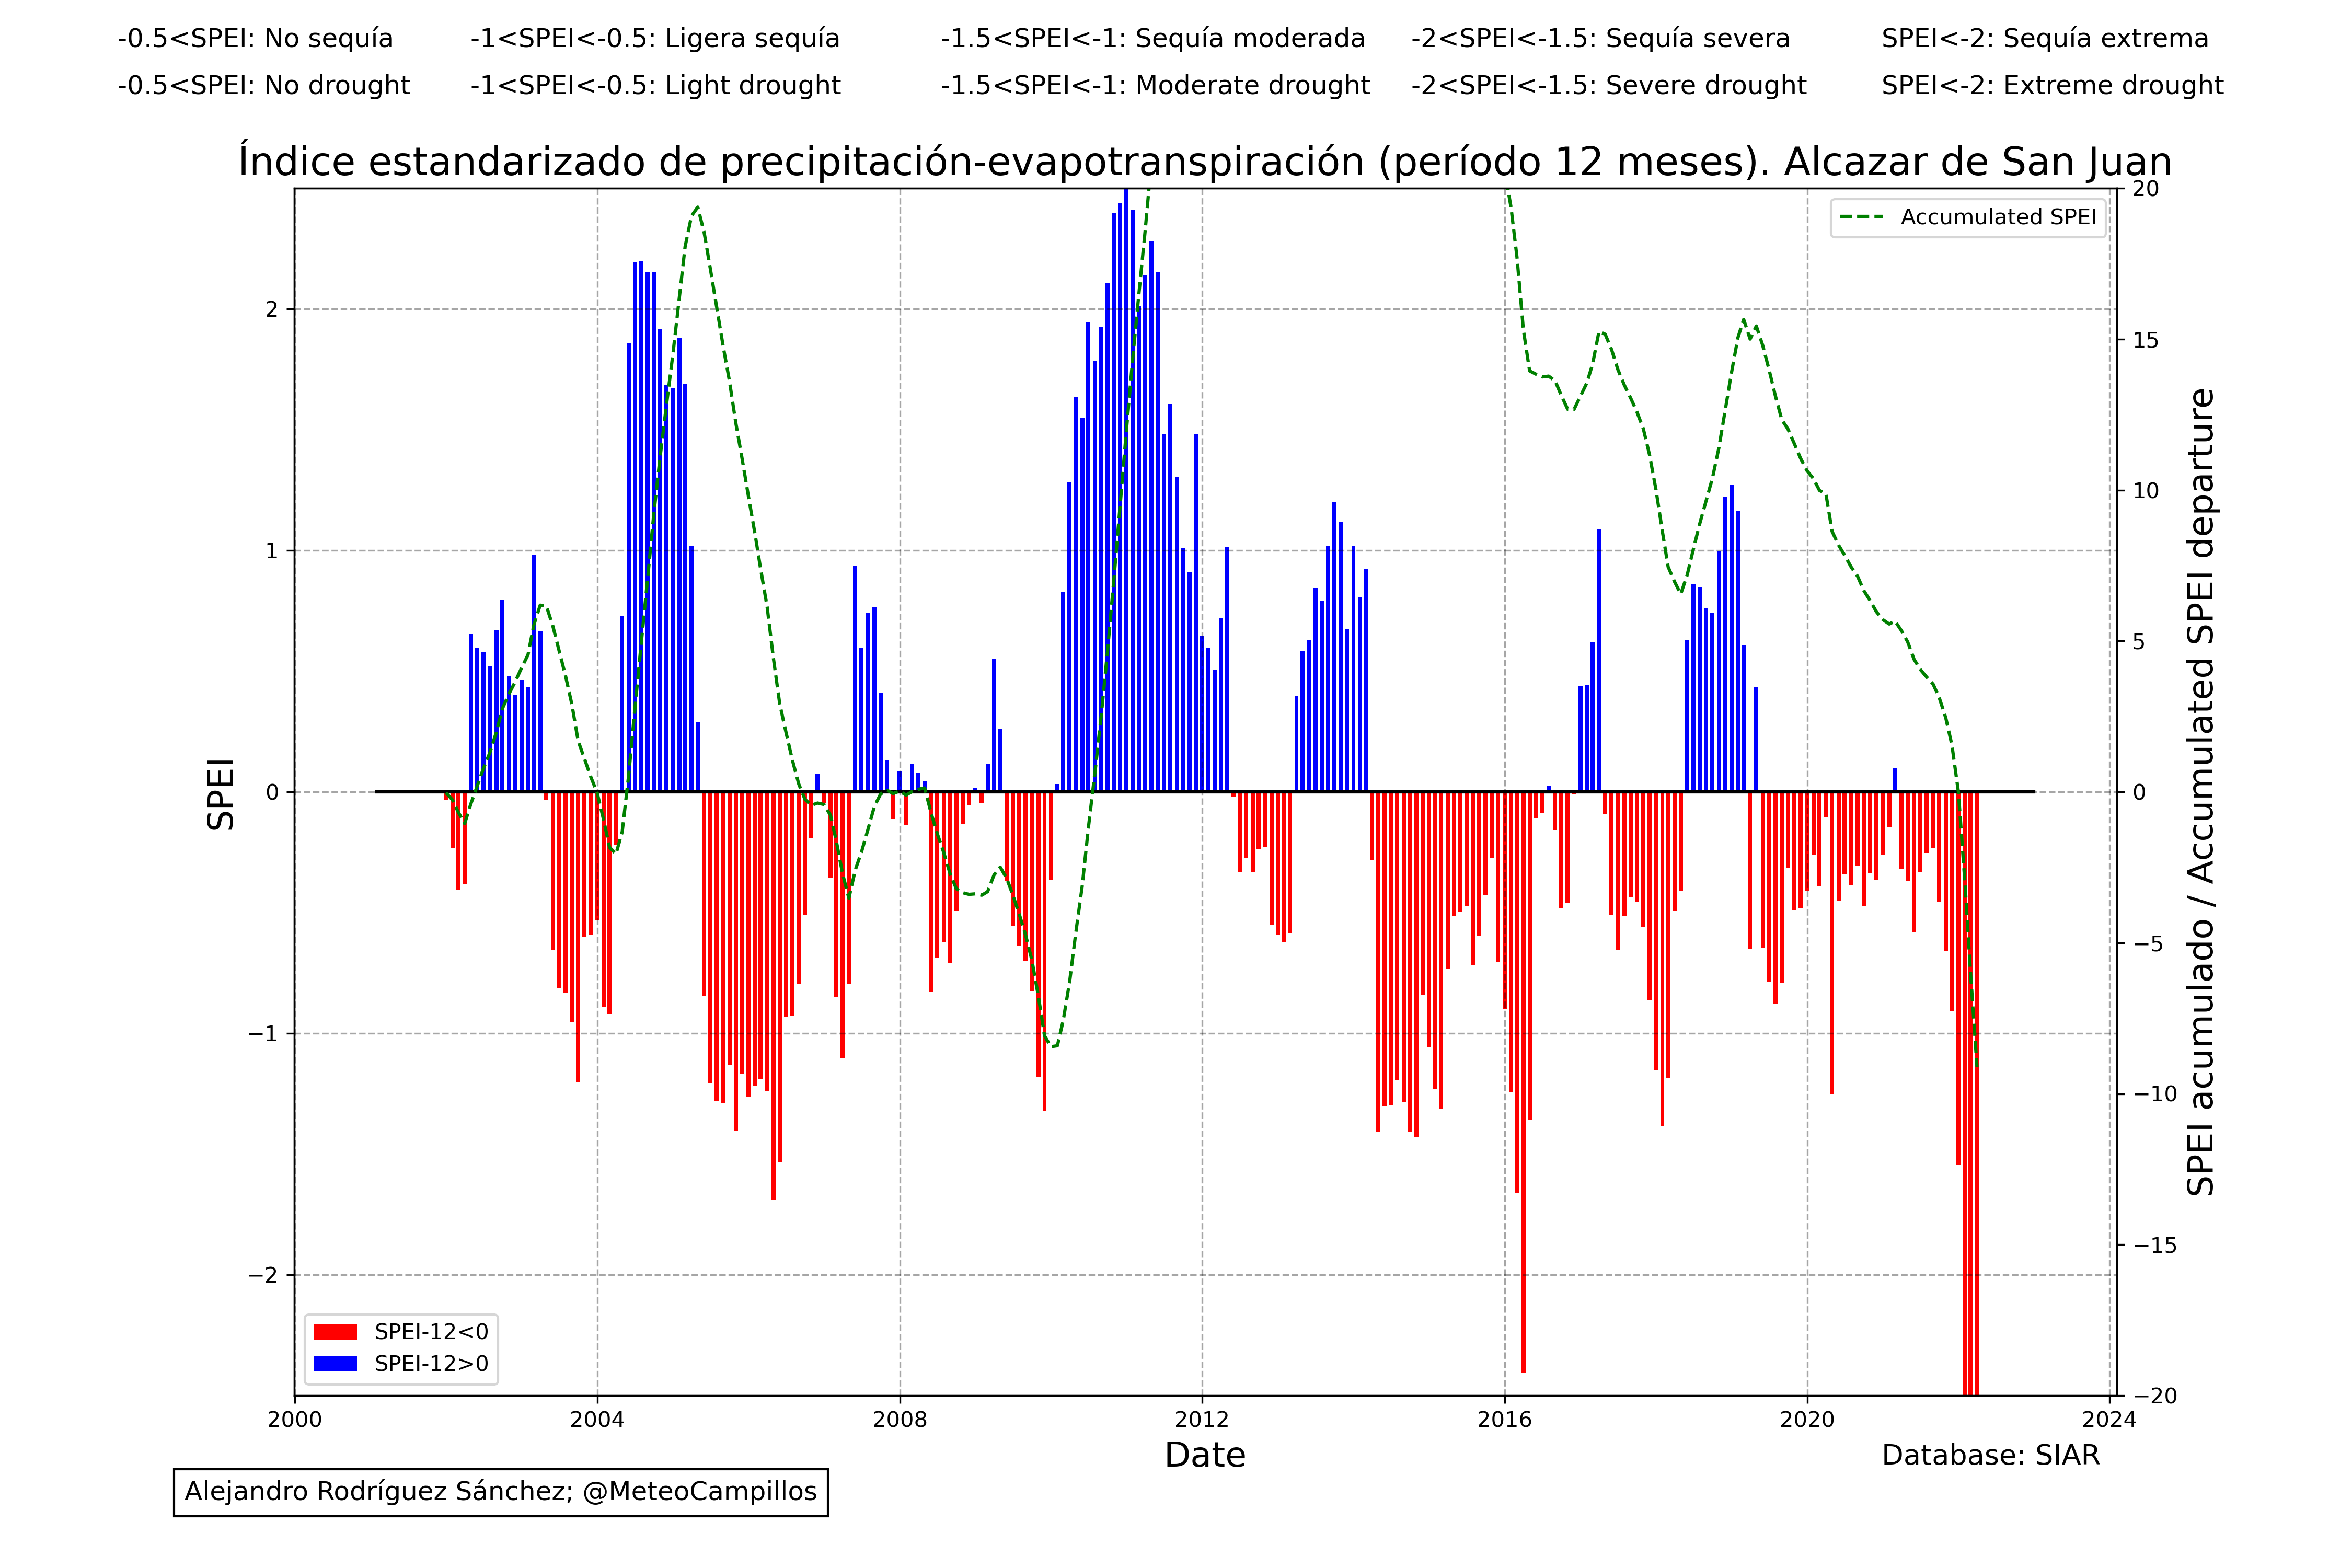 -0.5<SPEI: No sequía -1<SPEI<-0.5: Ligera sequía -1.5<SPEI<-1: Sequía moderada -2<SPEI<-1.5: Sequía severa SPEI<-2: Sequía extrema
-0.5<SPEI: No drought -1<SPEI<-0.5: Light drought -1.5<SPEI<-1: Moderate drought -2<SPEI<-1.5: Severe drought SPEI<-2: Extreme drought
Índice estandarizado de precipitación-evapotranspiración (período 12 meses). Alcazar de San Juan
Accumulated SPEI
2
1
0
−1
−2
SPEI
20
15
10
5
0
−5
−10
−15
−20
SPEI acumulado / Accumulated SPEI departure
SPEI-12<0
SPEI-12>0
2000 2004 2008 2012 2016 2020 2024
Date
Database: SIAR
Alejandro Rodríguez Sánchez; @MeteoCampillos